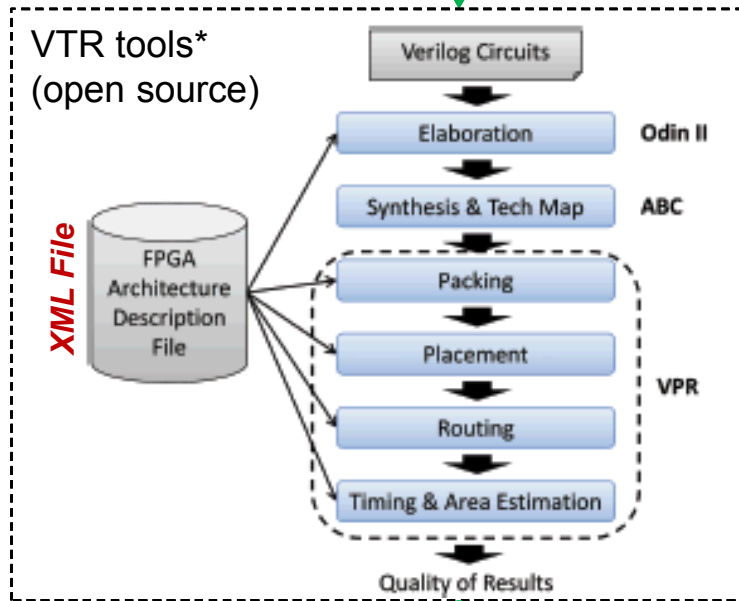 VTR tools*
(open source)
Verilog Circuits
Elaboration
Odin II
Synthesis & Tech Map
ABC
XML File
FPGA
Architecture
Description
File
Packing
Placement
VPR
Routing
Timing & Area Estimation
Quality of Results